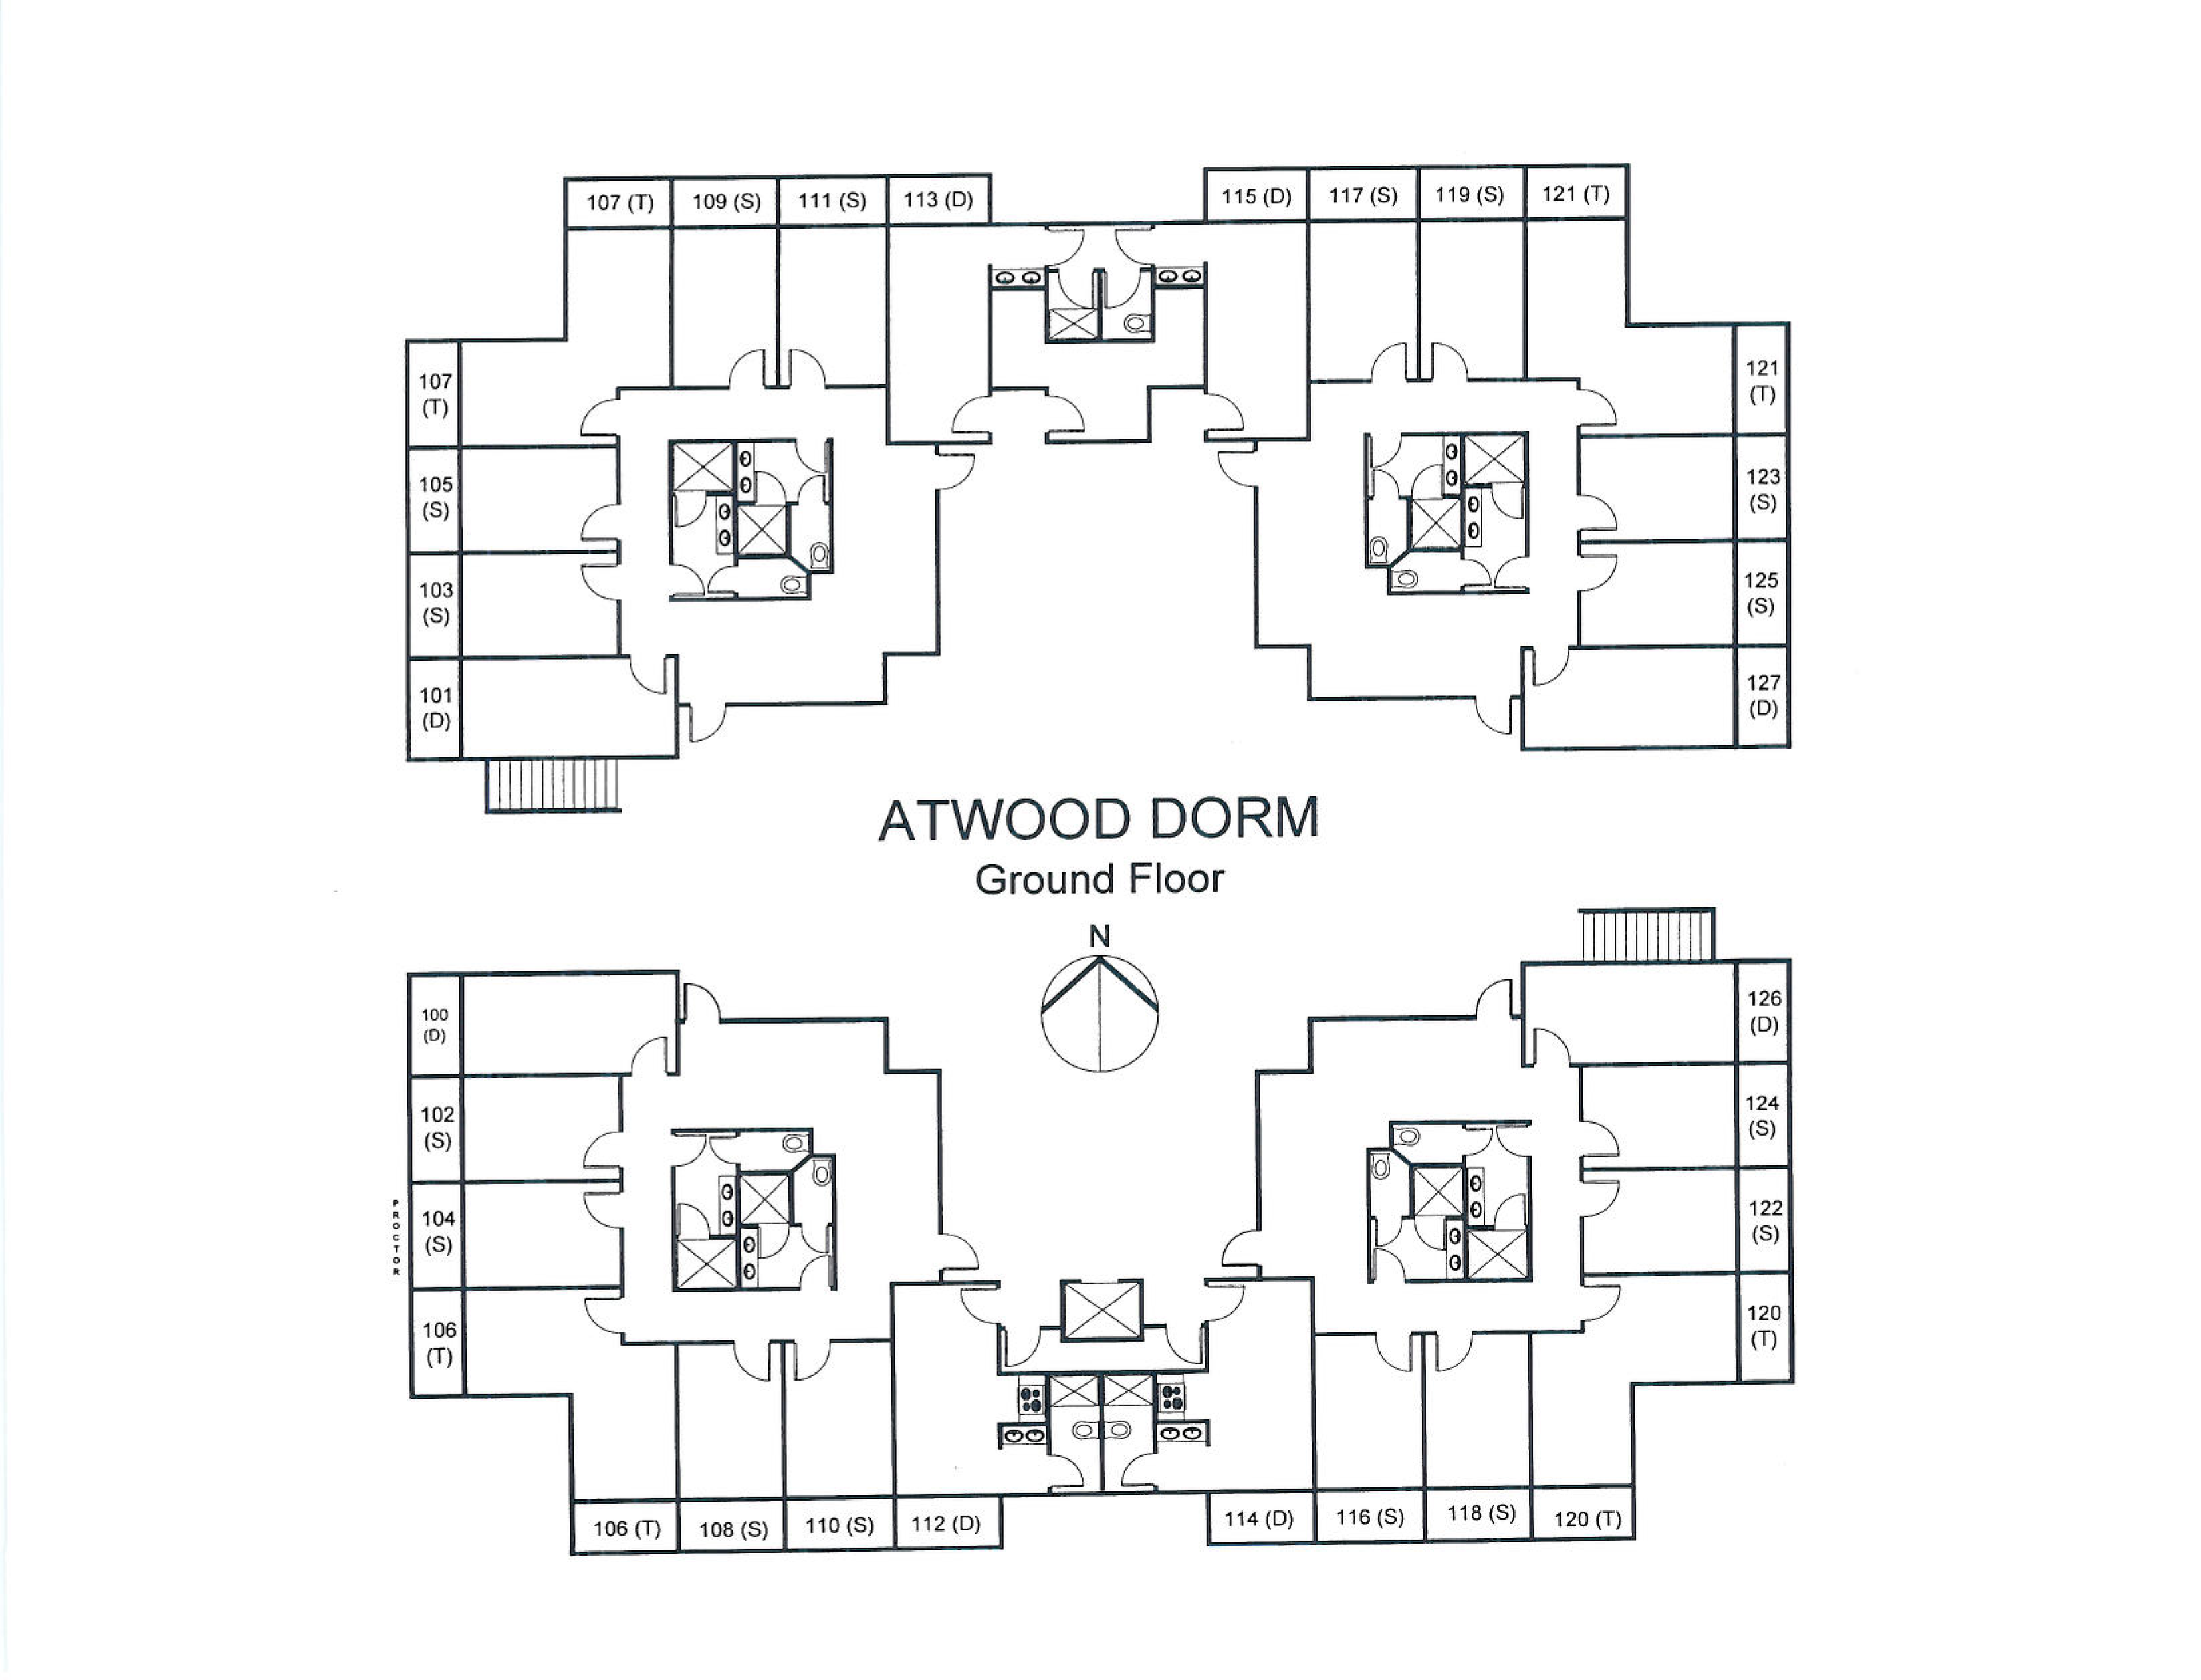 107 (T)
109 (S)
111 (S)
113 (D)
115 (D)
117 (S)
119 (S)
121 (T)
107
(T)
105
(S)
103
(S)
101
(D)
121
(T)
123
(S)
125
(S)
127
(D)
ATWOOD DORM
Ground Floor
N
100
(D)
102
(S)
PROCTOR
104
(S)
106
(T)
126
(D)
124
(S)
122
(S)
120
(T)
106 (T)
108 (S)
110 (S)
112 (D)
114 (D)
116 (S)
118 (S)
120 (T)